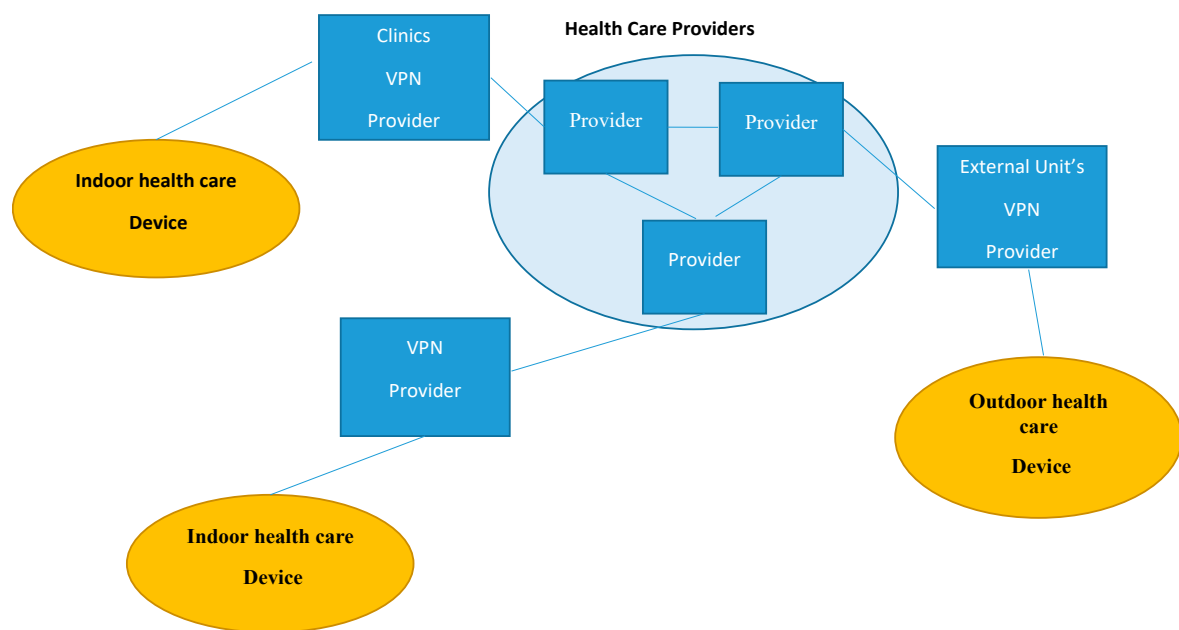 Health Care Providers
Clinics
VPN
Provider
Provider
Provider
Provider
Indoor health care
Device
External Unit's
VPN
Provider
VPN
Provider
Outdoor health
care
Device
Indoor health care
Device